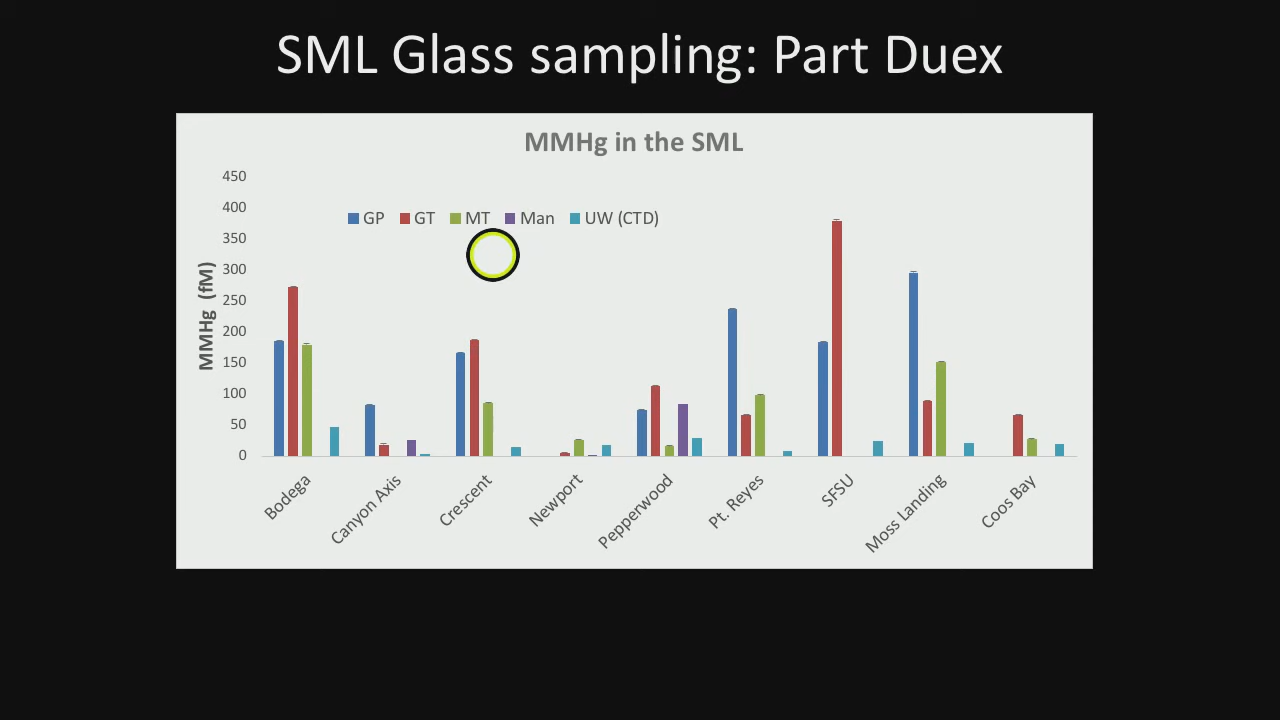 SML Glass sampling: Part Duex
MMHg in the SML
450
400
350
300
250
200
150
100
50
0
MMHg (fM)
GP GT MT Man UW (CTD)
Bodega
Canyon Axis
Crescent
Newport
Pepperwood
Pt. Reyes
SFSU
Moss Landing
Coos Bay